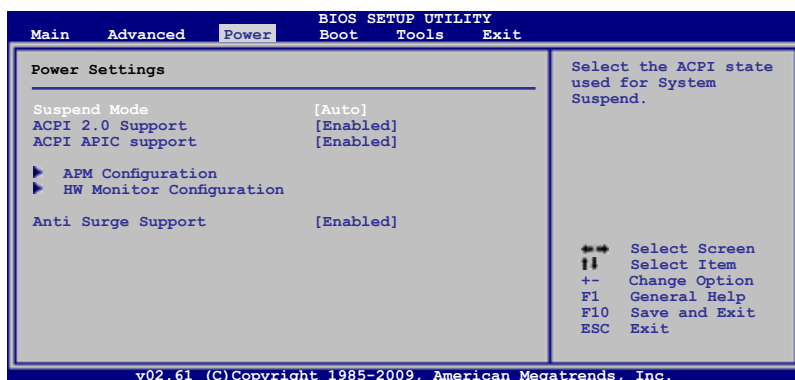 BIOS SETUP UTILITY
Main Advanced Power Boot Tools Exit
Power Settings
Suspend Mode [Auto]
ACPI 2.0 Support [Enabled]
ACPI APIC support [Enabled]
APM Configuration
HW Monitor Configuration
Anti Surge Support [Enabled]
Select the ACPI state
used for System
Suspend.
Select Screen
Select Item
+- Change Option
F1 General Help
F10 Save and Exit
ESC Exit
v02.61 (C)Copyright 1985-2009, American Megatrends, Inc.